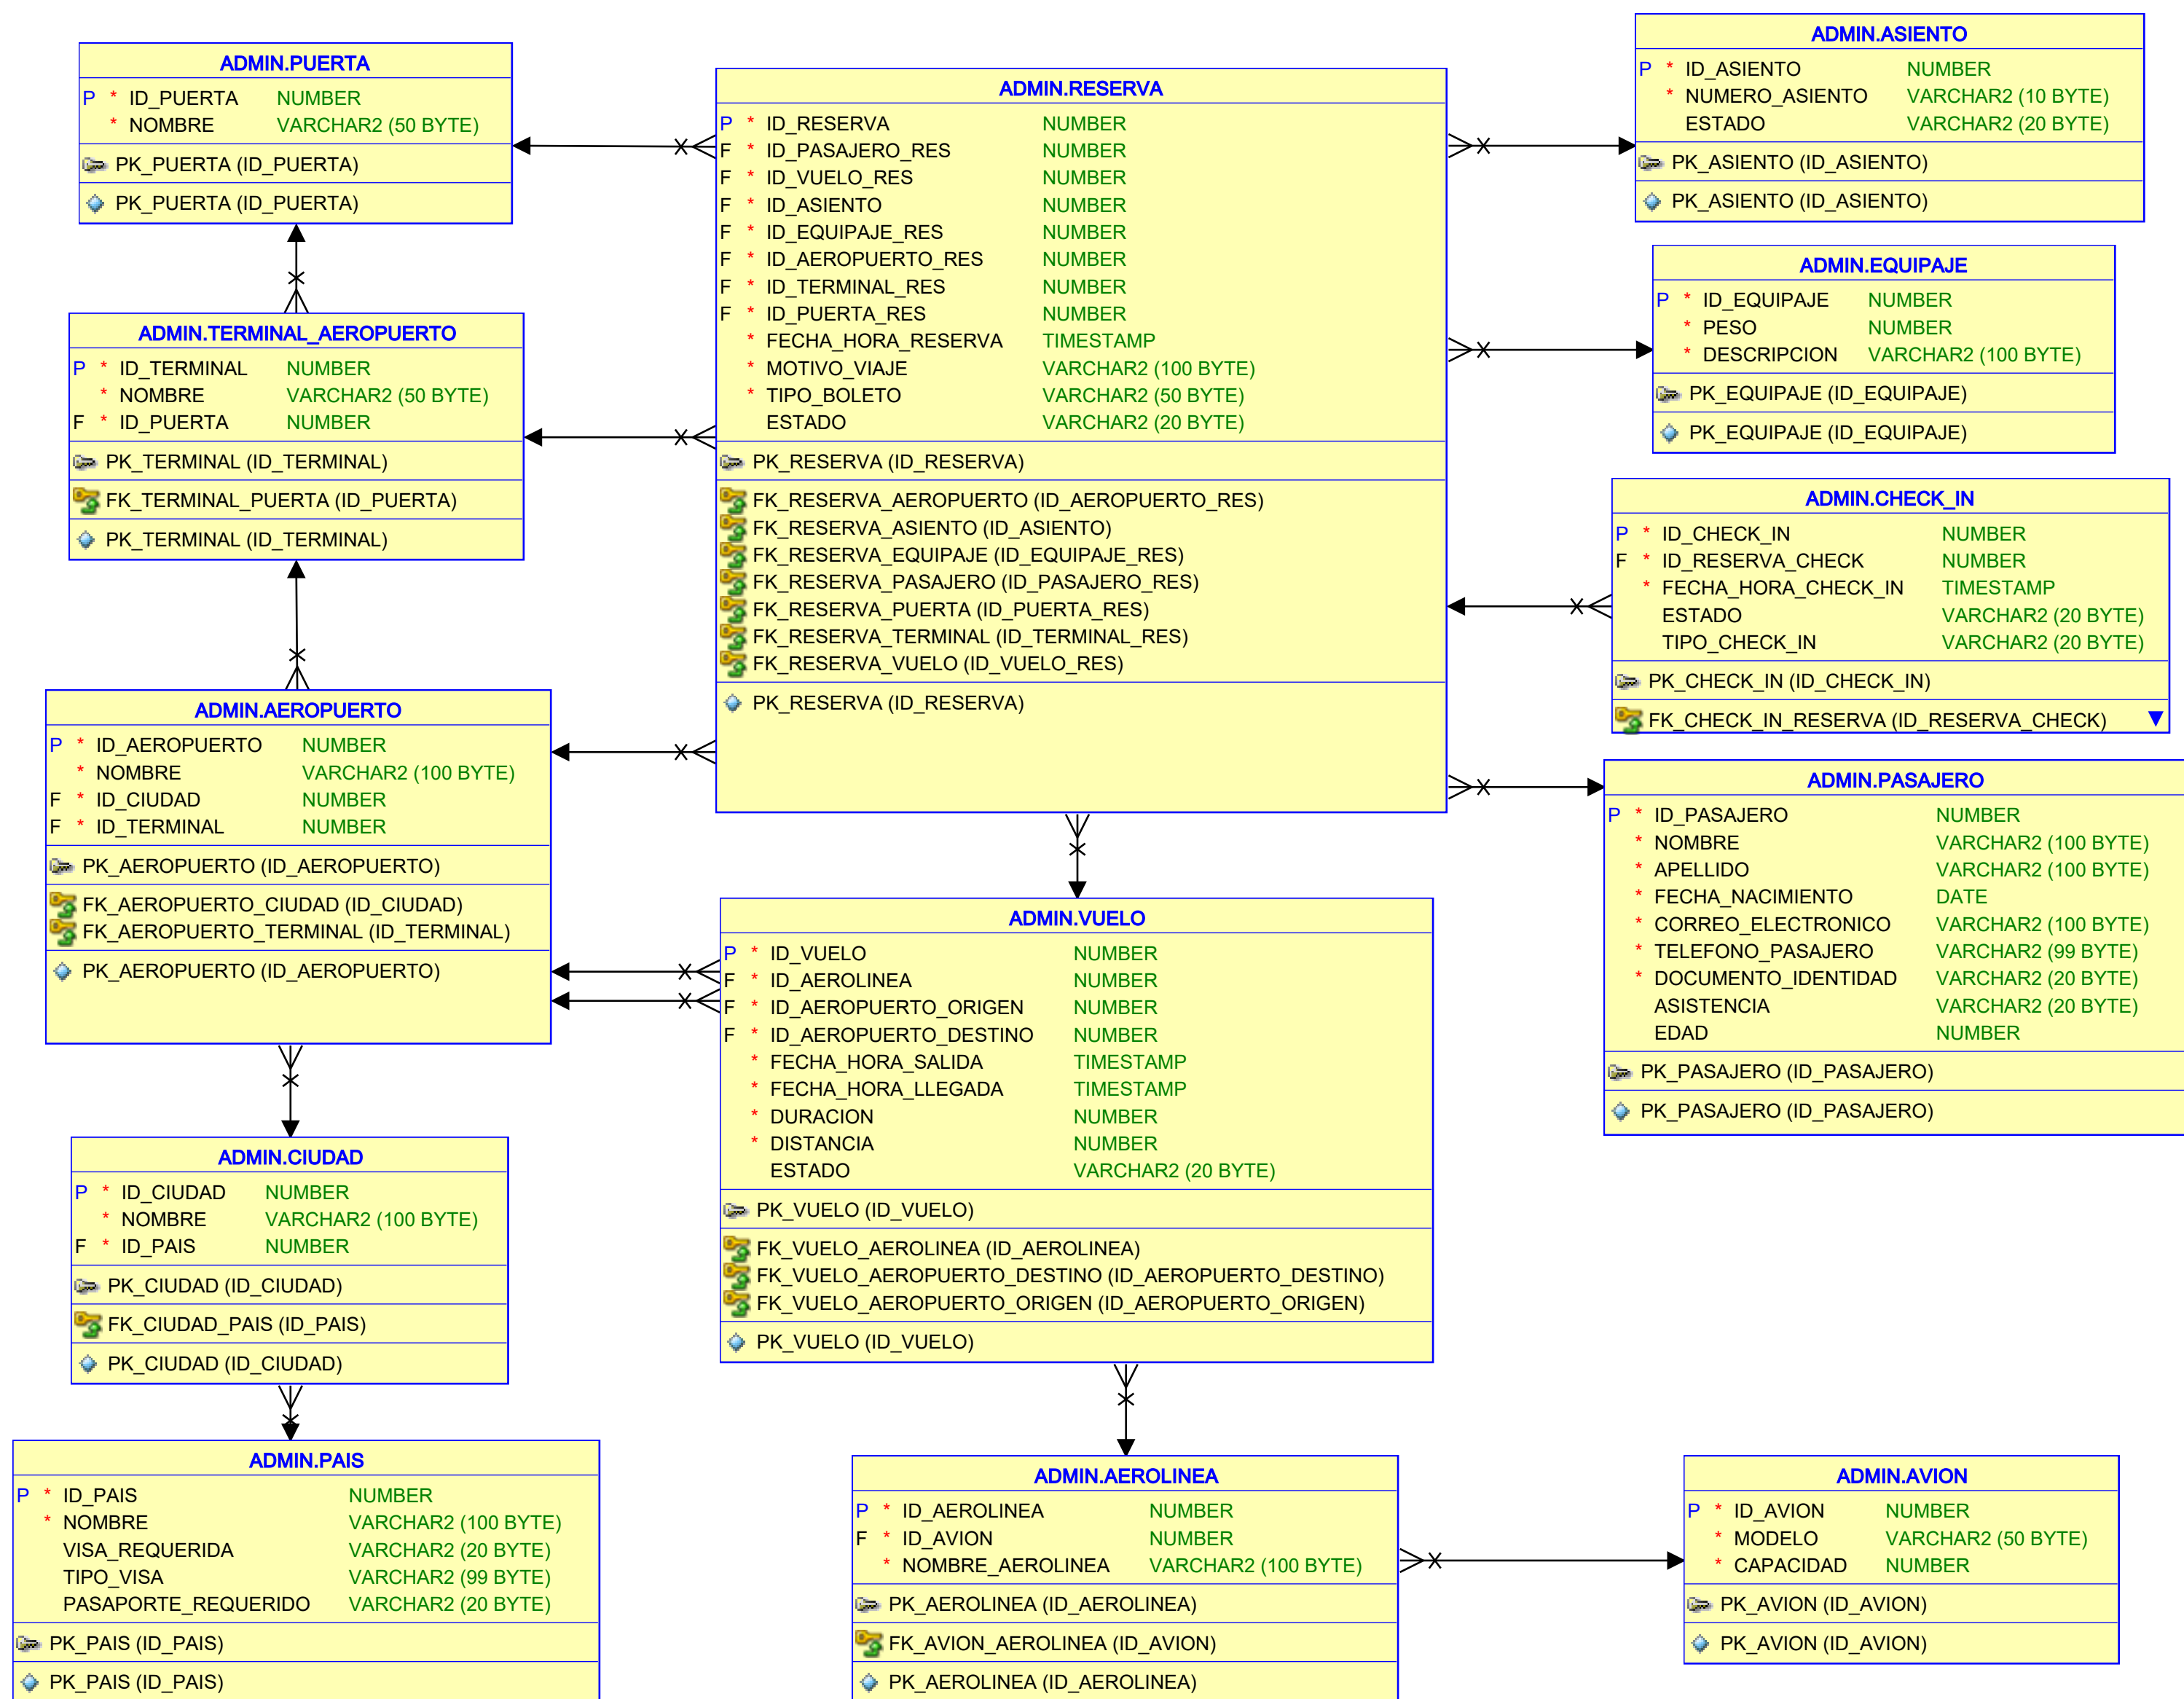 ADMIN.PUERTA
P * ID_PUERTA NUMBER
* NOMBRE VARCHAR2 (50 BYTE)
PK_PUERTA (ID_PUERTA)
PK_PUERTA (ID_PUERTA)
ADMIN.TERMINAL_AEROPUERTO
P * ID_TERMINAL NUMBER
* NOMBRE VARCHAR2 (50 BYTE)
F * ID_PUERTA NUMBER
PK_TERMINAL (ID_TERMINAL)
FK_TERMINAL_PUERTA (ID_PUERTA)
PK_TERMINAL (ID_TERMINAL)
ADMIN.AEROPUERTO
P * ID_AEROPUERTO NUMBER
* NOMBRE VARCHAR2 (100 BYTE)
F * ID_CIUDAD NUMBER
F * ID_TERMINAL NUMBER
PK_AEROPUERTO (ID_AEROPUERTO)
FK_AEROPUERTO_CIUDAD (ID_CIUDAD)
FK_AEROPUERTO_TERMINAL (ID_TERMINAL)
PK_AEROPUERTO (ID_AEROPUERTO)
ADMIN.CIUDAD
P * ID_CIUDAD NUMBER
* NOMBRE VARCHAR2 (100 BYTE)
F * ID_PAIS NUMBER
PK_CIUDAD (ID_CIUDAD)
FK_CIUDAD_PAIS (ID_PAIS)
PK_CIUDAD (ID_CIUDAD)
ADMIN.PAIS
P * ID_PAIS NUMBER
* NOMBRE VARCHAR2 (100 BYTE)
VISA_REQUERIDA VARCHAR2 (20 BYTE)
TIPO_VISA VARCHAR2 (99 BYTE)
PASAPORTE_REQUERIDO VARCHAR2 (20 BYTE)
PK_PAIS (ID_PAIS)
PK_PAIS (ID_PAIS)
ADMIN.RESERVA
P * ID_RESERVA NUMBER
F * ID_PASAJERO_RES NUMBER
F * ID_VUELO_RES NUMBER
F * ID_ASIENTO NUMBER
F * ID_EQUIPAJE_RES NUMBER
F * ID_AEROPUERTO_RES NUMBER
F * ID_TERMINAL_RES NUMBER
F * ID_PUERTA_RES NUMBER
* FECHA_HORA_RESERVA TIMESTAMP
* MOTIVO_VIAJE VARCHAR2 (100 BYTE)
* TIPO_BOLETO VARCHAR2 (50 BYTE)
ESTADO VARCHAR2 (20 BYTE)
PK_RESERVA (ID_RESERVA)
FK_RESERVA_AEROPUERTO (ID_AEROPUERTO_RES)
FK_RESERVA_ASIENTO (ID_ASIENTO)
FK_RESERVA_EQUIPAJE (ID_EQUIPAJE_RES)
FK_RESERVA_PASAJERO (ID_PASAJERO_RES)
FK_RESERVA_PUERTA (ID_PUERTA_RES)
FK_RESERVA_TERMINAL (ID_TERMINAL_RES)
FK_RESERVA_VUELO (ID_VUELO_RES)
PK_RESERVA (ID_RESERVA)
ADMIN.VUELO
P * ID_VUELO NUMBER
F * ID_AEROLINEA NUMBER
F * ID_AEROPUERTO_ORIGEN NUMBER
F * ID_AEROPUERTO_DESTINO NUMBER
* FECHA_HORA_SALIDA TIMESTAMP
* FECHA_HORA_LLEGADA TIMESTAMP
* DURACION NUMBER
* DISTANCIA NUMBER
ESTADO VARCHAR2 (20 BYTE)
PK_VUELO (ID_VUELO)
FK_VUELO_AEROLINEA (ID_AEROLINEA)
FK_VUELO_AEROPUERTO_DESTINO (ID_AEROPUERTO_DESTINO)
FK_VUELO_AEROPUERTO_ORIGEN (ID_AEROPUERTO_ORIGEN)
PK_VUELO (ID_VUELO)
ADMIN.AEROLINEA
P * ID_AEROLINEA NUMBER
F * ID_AVION NUMBER
* NOMBRE_AEROLINEA VARCHAR2 (100 BYTE)
PK_AEROLINEA (ID_AEROLINEA)
FK_AVION_AEROLINEA (ID_AVION)
PK_AEROLINEA (ID_AEROLINEA)
ADMIN.ASIENTO
P * ID_ASIENTO NUMBER
* NUMERO_ASIENTO VARCHAR2 (10 BYTE)
ESTADO VARCHAR2 (20 BYTE)
PK_ASIENTO (ID_ASIENTO)
PK_ASIENTO (ID_ASIENTO)
ADMIN.EQUIPAJE
P * ID_EQUIPAJE NUMBER
* PESO NUMBER
* DESCRIPCION VARCHAR2 (100 BYTE)
PK_EQUIPAJE (ID_EQUIPAJE)
PK_EQUIPAJE (ID_EQUIPAJE)
ADMIN.CHECK_IN
P * ID_CHECK_IN NUMBER
F * ID_RESERVA_CHECK NUMBER
* FECHA_HORA_CHECK_IN TIMESTAMP
ESTADO VARCHAR2 (20 BYTE)
TIPO_CHECK_IN VARCHAR2 (20 BYTE)
PK_CHECK_IN (ID_CHECK_IN)
FK_CHECK_IN_RESERVA (ID_RESERVA_CHECK)
ADMIN.PASAJERO
P * ID_PASAJERO NUMBER
* NOMBRE VARCHAR2 (100 BYTE)
* APELLIDO VARCHAR2 (100 BYTE)
* FECHA_NACIMIENTO DATE
* CORREO_ELECTRONICO VARCHAR2 (100 BYTE)
* TELEFONO_PASAJERO VARCHAR2 (99 BYTE)
* DOCUMENTO_IDENTIDAD VARCHAR2 (20 BYTE)
ASISTENCIA VARCHAR2 (20 BYTE)
EDAD NUMBER
PK_PASAJERO (ID_PASAJERO)
PK_PASAJERO (ID_PASAJERO)
ADMIN.AVION
P * ID_AVION NUMBER
* MODELO VARCHAR2 (50 BYTE)
* CAPACIDAD NUMBER
PK_AVION (ID_AVION)
PK_AVION (ID_AVION)